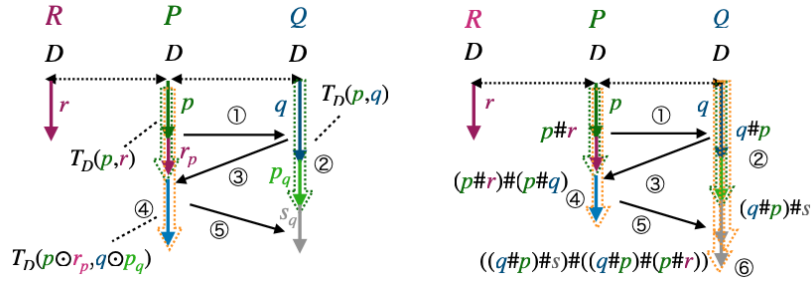 R P Q
D D D
r p q T_D(p,q)
①
T_D(p,r) r_p ②
③ p_q
④ s_q
⑤
T_D(p⊙r_p,q⊙p_q)
R P Q
D D D
r p q
p#r ① q#p
②
(p#r)#(p#q) ③
④ (q#p)#s
⑤
((q#p)#s)#((q#p)#(p#r)) ⑥